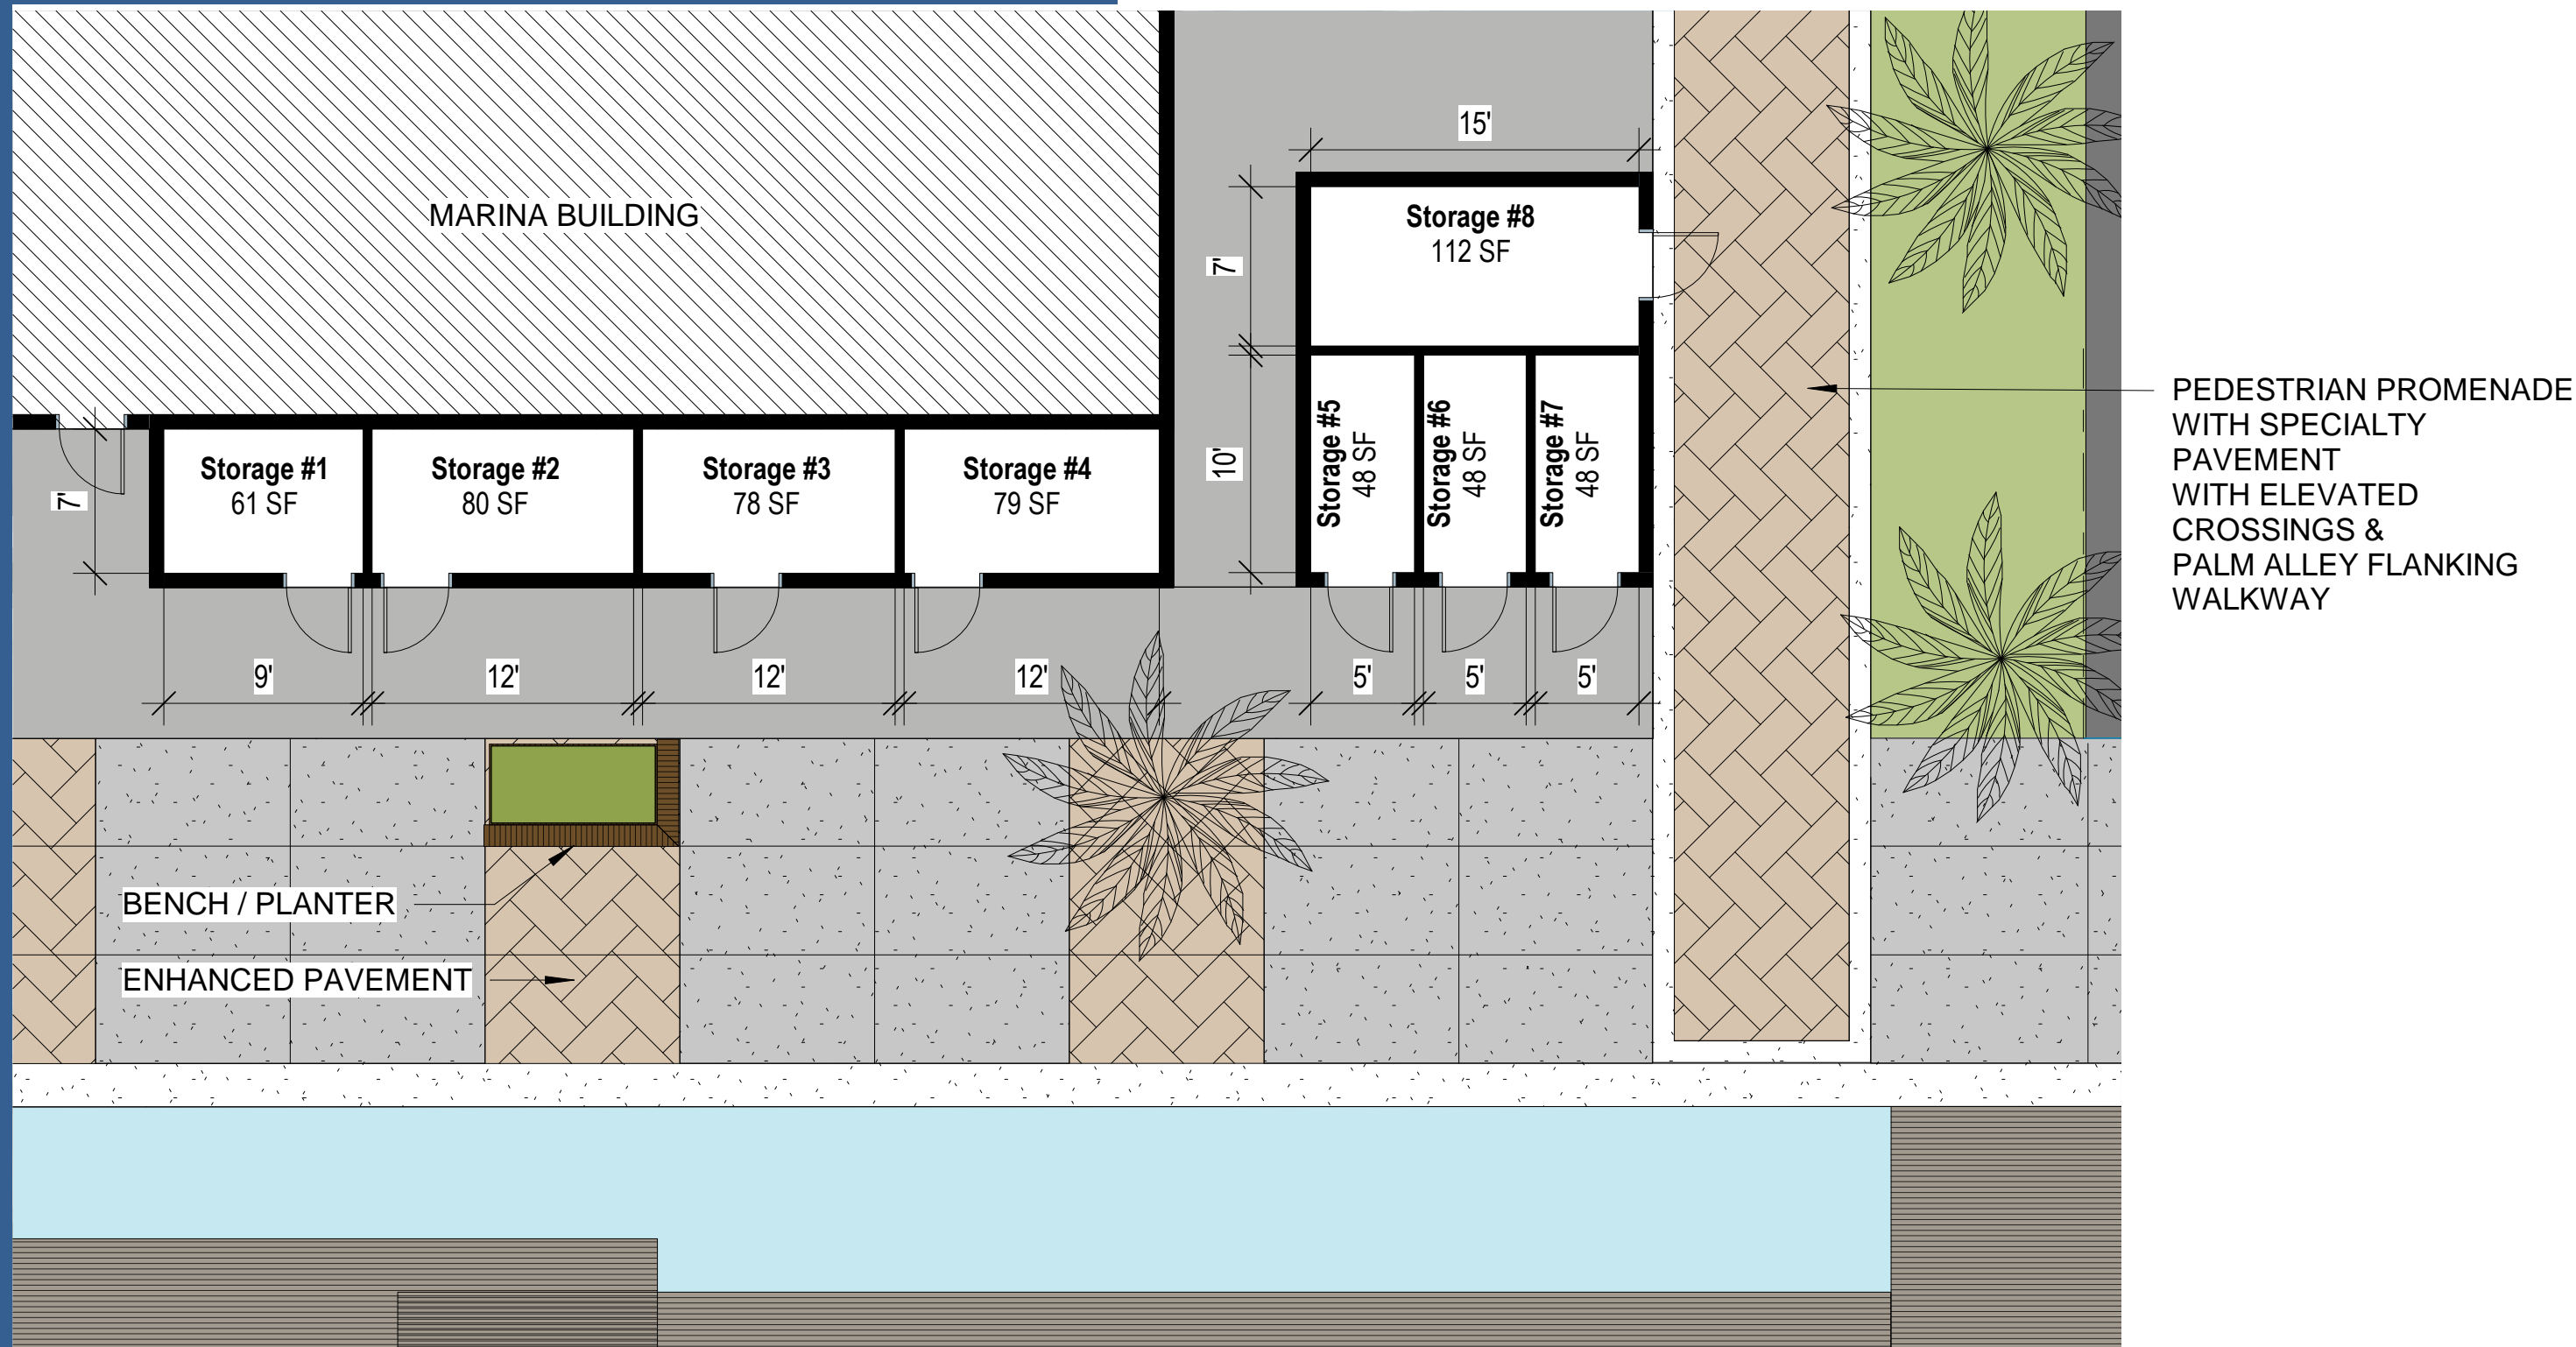 15'
MARINA BUILDING
Storage #8
112 SF
7'
Storage #1
61 SF
Storage #2
80 SF
Storage #3
78 SF
Storage #4
79 SF
7'
10'
Storage #5
48 SF
Storage #6
48 SF
Storage #7
48 SF
PEDESTRIAN PROMENADE
WITH SPECIALTY
PAVEMENT
WITH ELEVATED
CROSSINGS &
PALM ALLEY FLANKING
WALKWAY
9'
12'
12'
12'
5'
5'
5'
BENCH / PLANTER
ENHANCED PAVEMENT